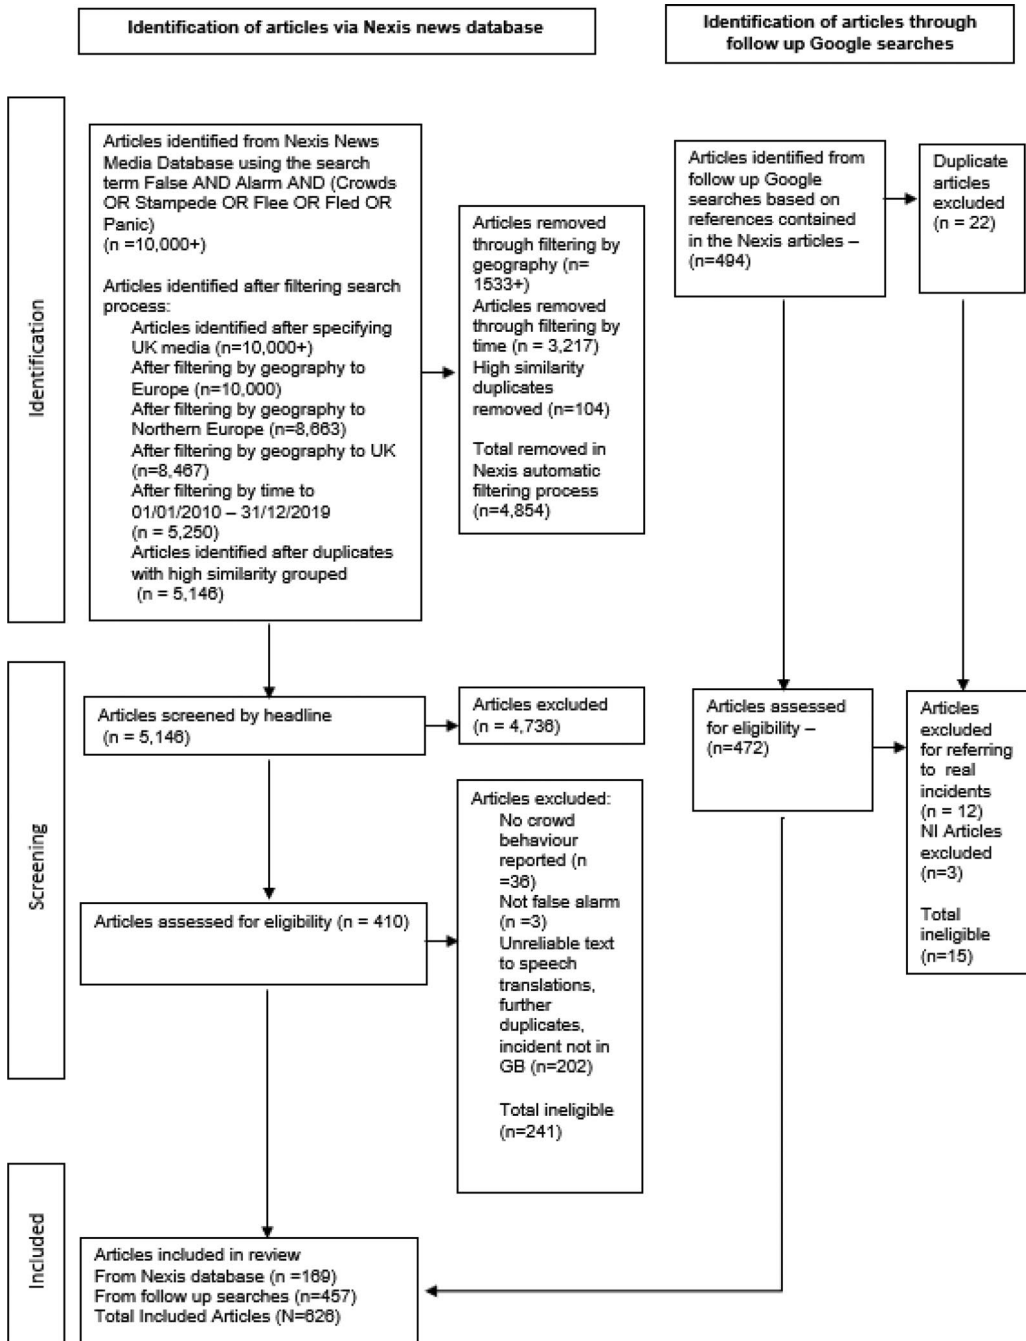 Identification of articles via Nexis news database
Identification of articles through
follow up Google searches
Identification
Articles identified from Nexis News
Media Database using the search
term False AND Alarm AND (Crowds
OR Stampede OR Flee OR Fled OR
Panic)
(n =10,000+)
Articles identified after filtering search
process:
Articles identified after specifying
UK media (n=10,000+)
After filtering by geography to
Europe (n=10,000)
After filtering by geography to
Northern Europe (n=8,663)
After filtering by geography to UK
(n=8,467)
After filtering by time to
01/01/2010 – 31/12/2019
(n = 5,250)
Articles identified after duplicates
with high similarity grouped
(n = 5,146)
Articles removed
through filtering by
geography (n=
1533+)
Articles removed
through filtering by
time (n = 3,217)
High similarity
duplicates
removed (n=104)
Total removed in
Nexis automatic
filtering process
(n=4,854)
Articles identified from
follow up Google
searches based on
references contained
in the Nexis articles –
(n=494)
Duplicate
articles
excluded
(n = 22)
Screening
Articles screened by headline
(n = 5,146)
Articles excluded
(n = 4,736)
Articles assessed
for eligibility –
(n=472)
Articles
excluded
for referring
to real
incidents
(n = 12)
NI Articles
excluded
(n=3)
Total
ineligible
(n=15)
Articles assessed for eligibility (n = 410)
Articles excluded:
No crowd
behaviour
reported (n
=36)
Not false alarm
(n =3)
Unreliable text
to speech
translations,
further
duplicates,
incident not in
GB (n=202)
Total ineligible
(n=241)
Included
Articles included in review
From Nexis database (n =169)
From follow up searches (n=457)
Total Included Articles (N=626)